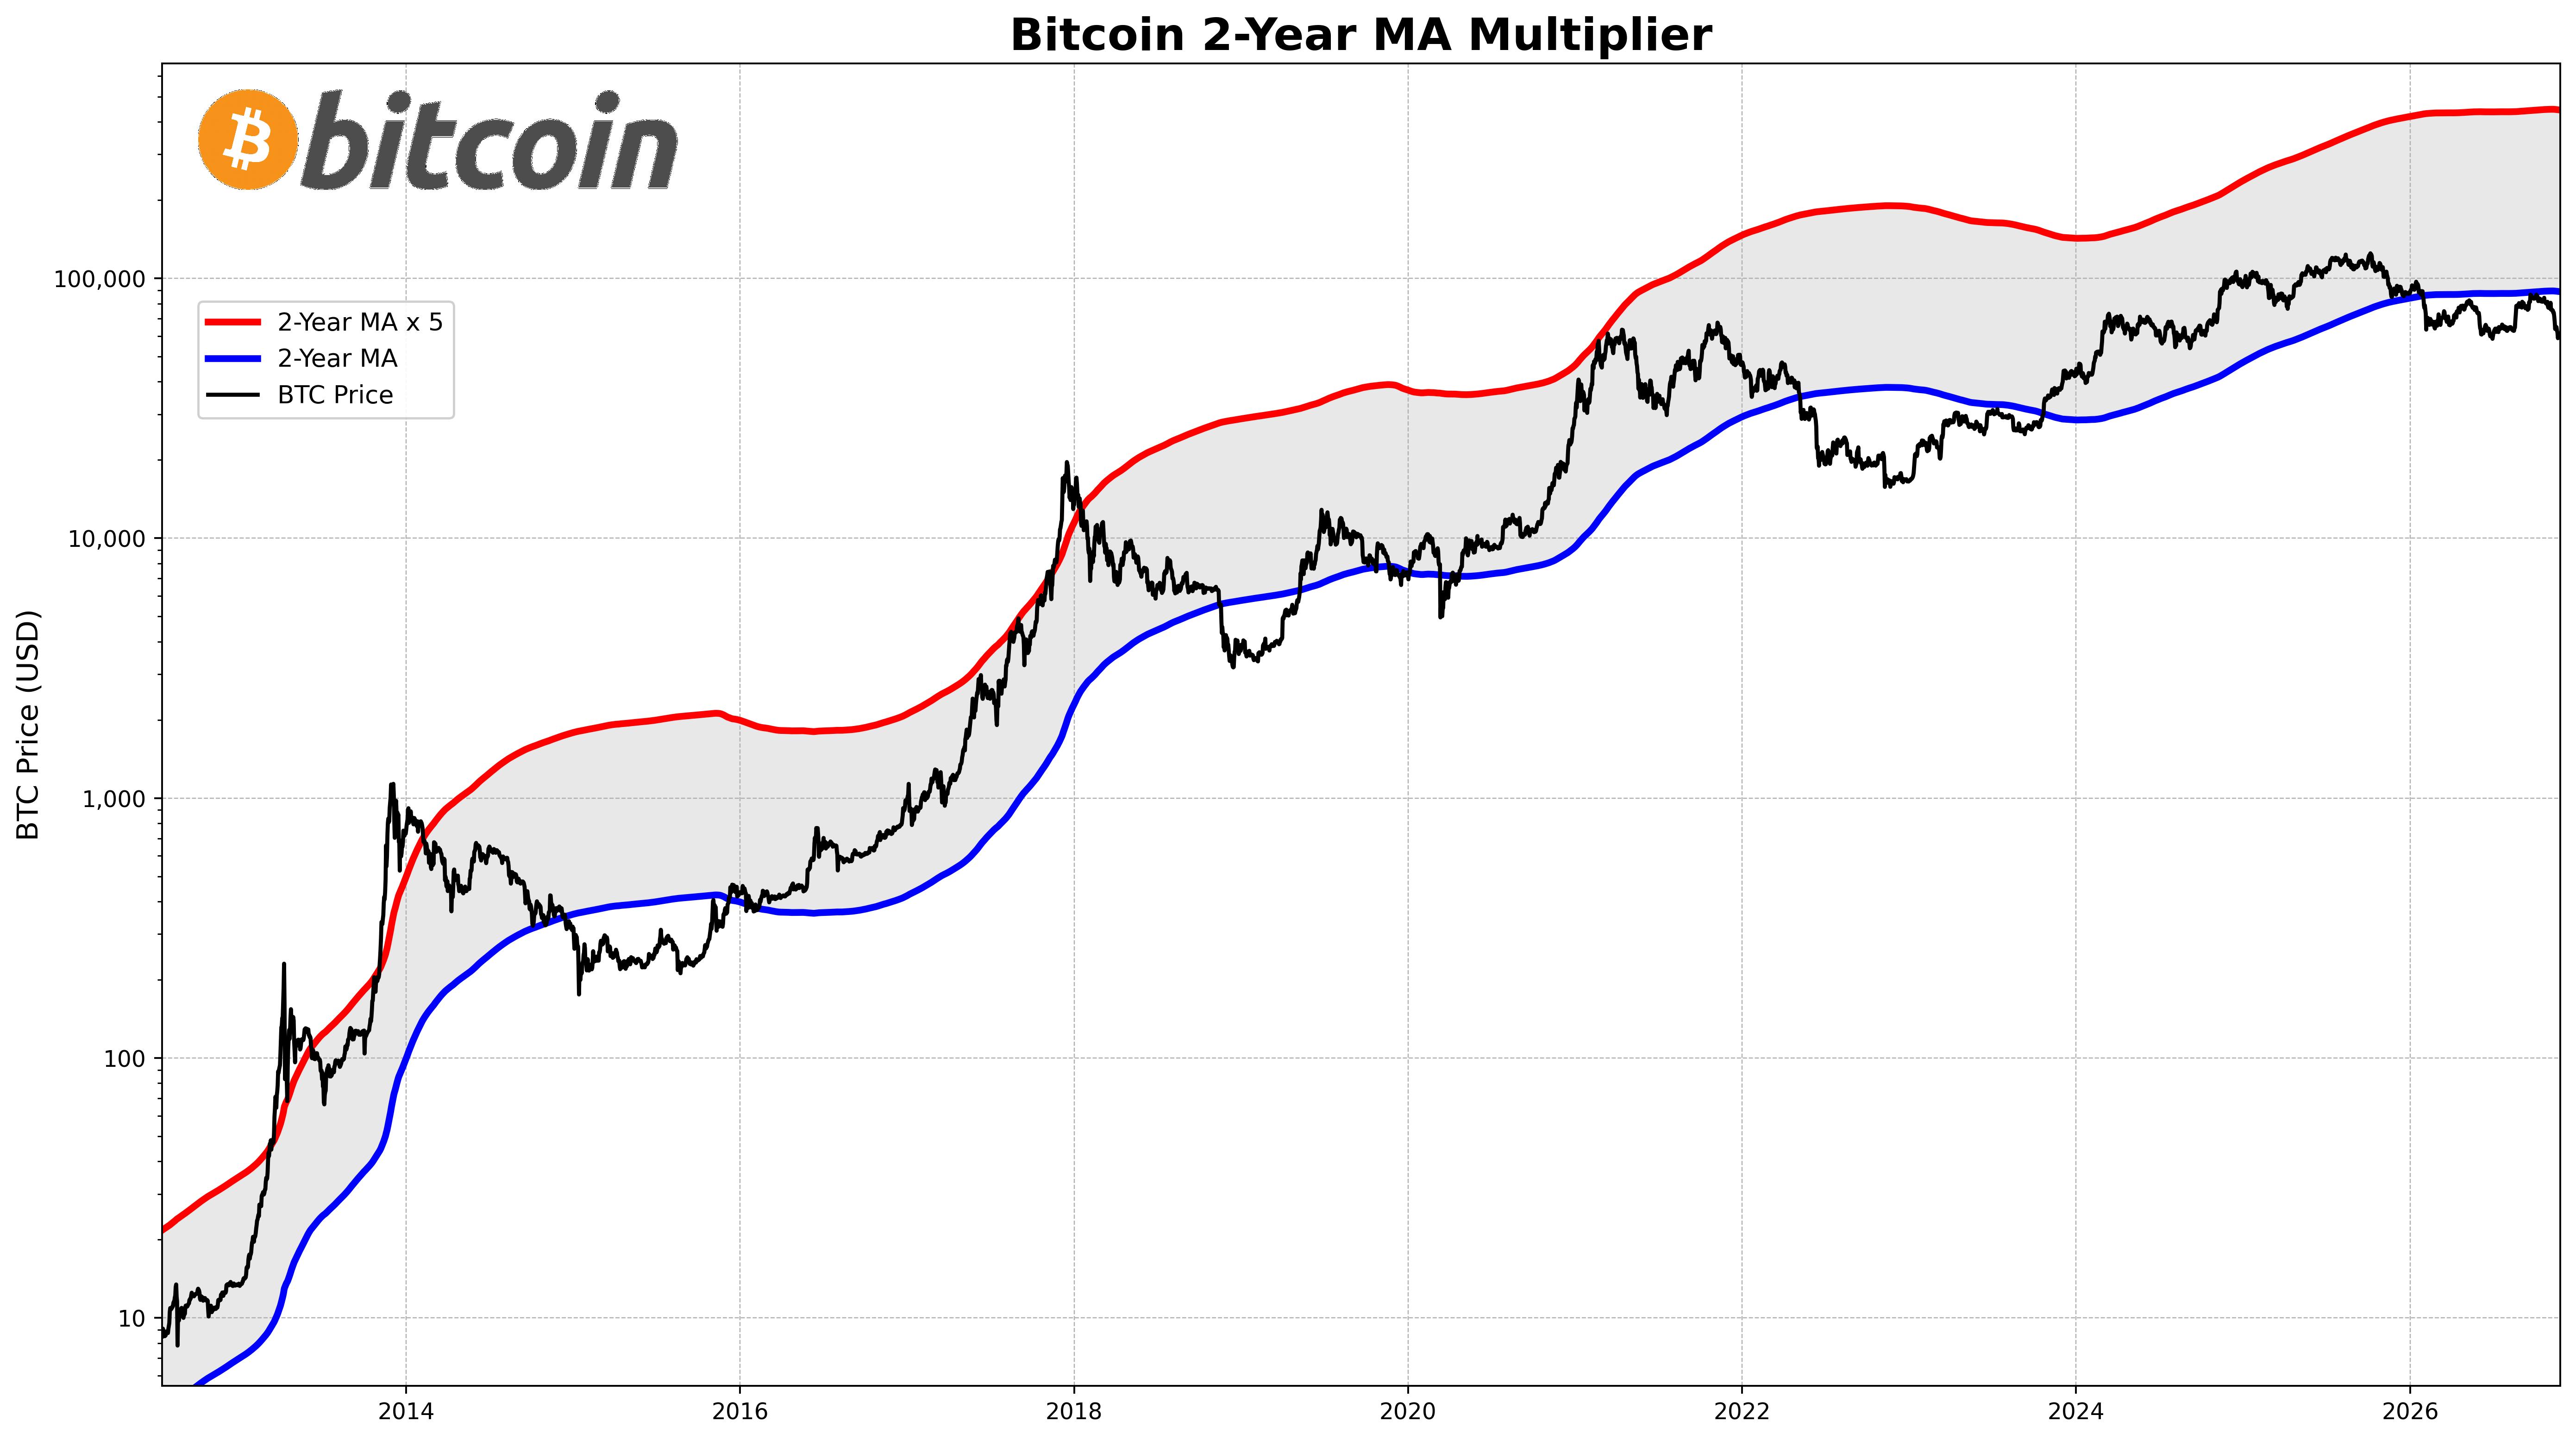 Bitcoin 2-Year MA Multiplier
bitcoin
2-Year MA x 5
2-Year MA
BTC Price
BTC Price (USD)
100,000
10,000
1,000
100
10
2014
2016
2018
2020
2022
2024
2026